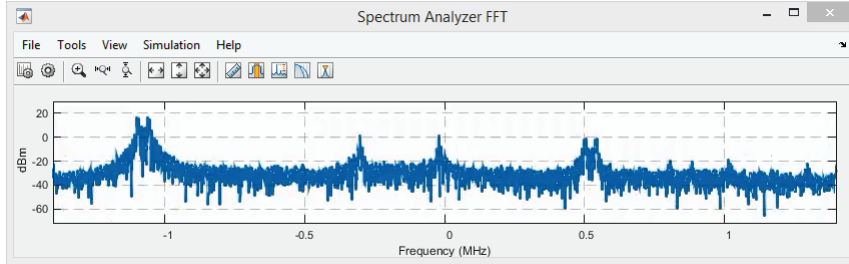 Spectrum Analyzer FFT
File Tools View Simulation Help
20
0
-20
-40
-60
dBm
-1 -0.5 0 0.5 1
Frequency (MHz)